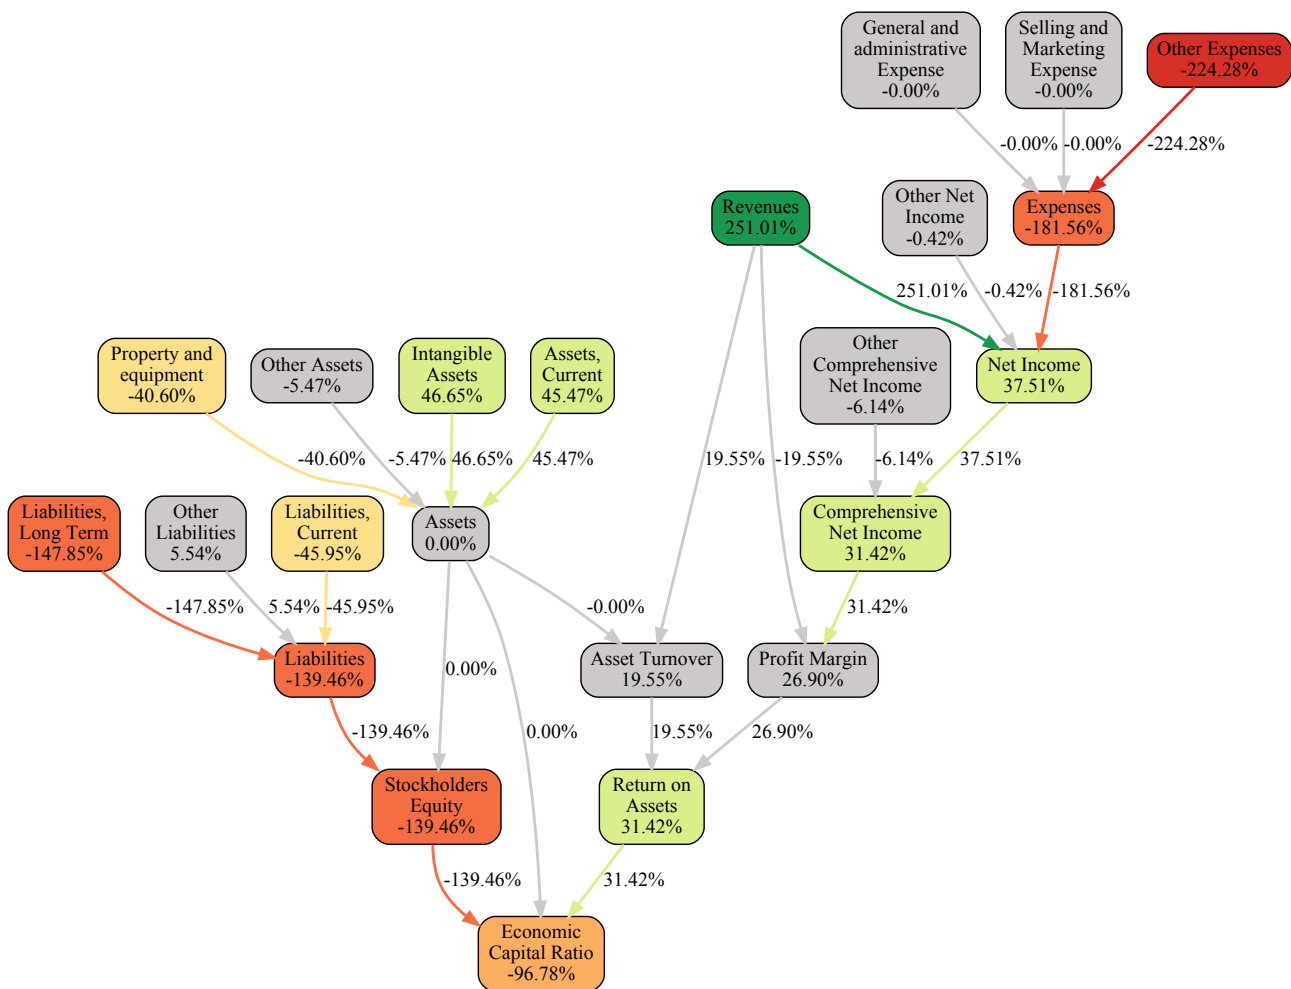 General and
administrative
Expense
-0.00%
Selling and
Marketing
Expense
-0.00%
Other Expenses
-224.28%
-0.00%
-0.00%
-224.28%
Revenues
251.01%
Other Net
Income
-0.42%
Expenses
-181.56%
251.01%
-0.42%
-181.56%
Property and
equipment
-40.60%
Other Assets
-5.47%
Intangible
Assets
46.65%
Assets,
Current
45.47%
Other
Comprehensive
Net Income
-6.14%
Net Income
37.51%
-40.60%
-5.47%
46.65%
45.47%
19.55%
-19.55%
-6.14%
37.51%
Liabilities,
Long Term
-147.85%
Other
Liabilities
5.54%
Liabilities,
Current
-45.95%
Assets
0.00%
Comprehensive
Net Income
31.42%
-147.85%
5.54%
-45.95%
-0.00%
31.42%
Liabilities
-139.46%
0.00%
Asset Turnover
19.55%
Profit Margin
26.90%
-139.46%
0.00%
19.55%
26.90%
Stockholders
Equity
-139.46%
Return on
Assets
31.42%
-139.46%
31.42%
Economic
Capital Ratio
-96.78%